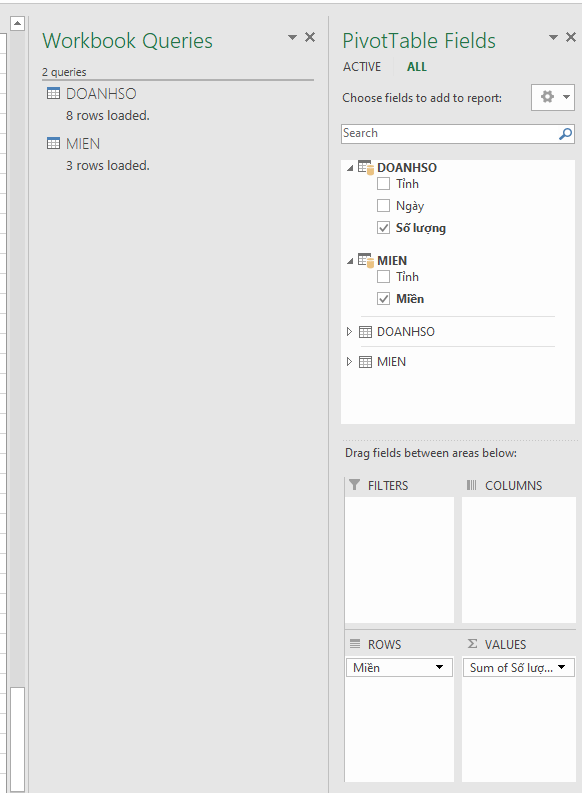 Workbook Queries
2 queries
DOANHSO
8 rows loaded.
MIEN
3 rows loaded.
PivotTable Fields
ACTIVE ALL
Choose fields to add to report:
Search
DOANHSO
Tỉnh
Ngày
Số lượng
MIEN
Tỉnh
Miền
DOANHSO
MIEN
Drag fields between areas below:
FILTERS
COLUMNS
ROWS
Miền
Σ VALUES
Sum of Số lượ...